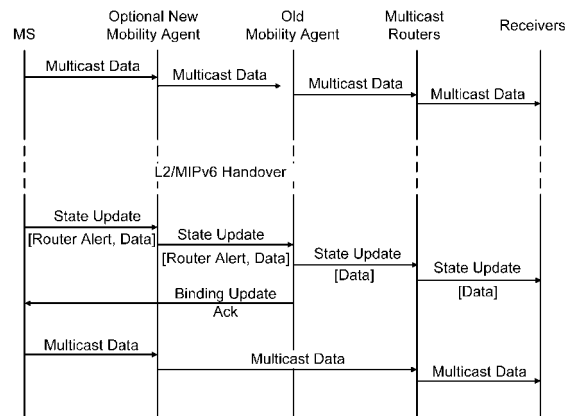 MS
Optional New
Mobility Agent
Old
Mobility Agent
Multicast
Routers
Receivers
Multicast Data
Multicast Data
Multicast Data
Multicast Data
L2/MIPv6 Handover
State Update
[Router Alert, Data]
State Update
[Router Alert, Data]
State Update
[Data]
State Update
[Data]
Binding Update
Ack
Multicast Data
Multicast Data
Multicast Data